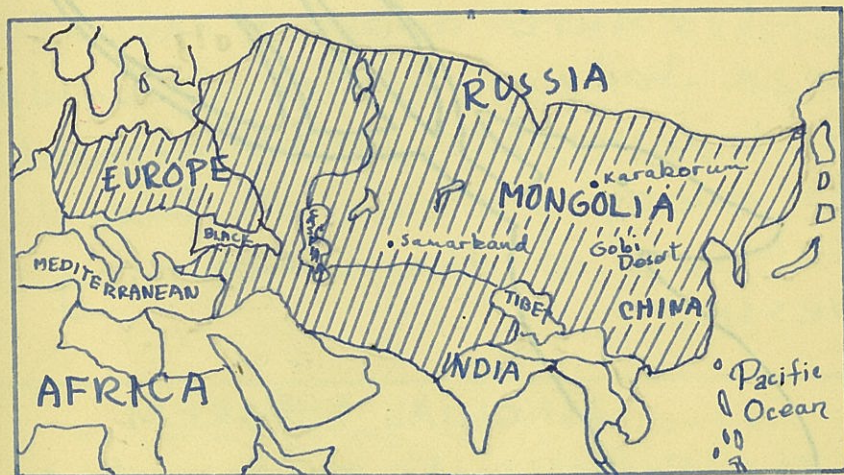 RUSSIA
EUROPE
Karakorum
MONGOLIA
BLACK
Samarkand
Gobi
Desert
MEDITERRANEAN
TIBET
CHINA
INDIA
AFRICA
Pacific
Ocean